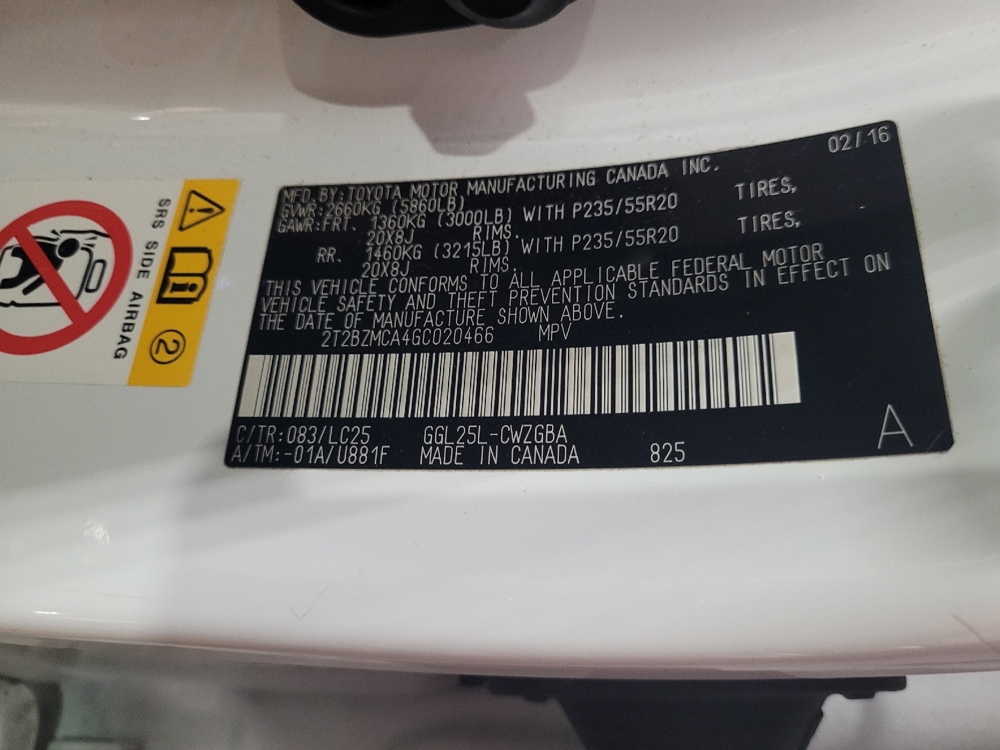 02/16
MFD.BY:TOYOTA MOTOR MANUFACTURING CANADA INC.
GVWR:2660KG (5860LB)
GAWR:FRT. 1360KG (3000LB) WITH P235/55R20 TIRES,
20X8J RIMS.
RR. 1460KG (3215LB) WITH P235/55R20 TIRES,
20X8J RIMS.
THIS VEHICLE CONFORMS TO ALL APPLICABLE FEDERAL MOTOR
VEHICLE SAFETY AND THEFT PREVENTION STANDARDS IN EFFECT ON
THE DATE OF MANUFACTURE SHOWN ABOVE.
2T2BZMCA4GC020466 MPV
C/TR:083/LC25 GGL25L-CWZGBA
A/TM:-01A/U881F MADE IN CANADA 825
A
SRS SIDE AIRBAG
2